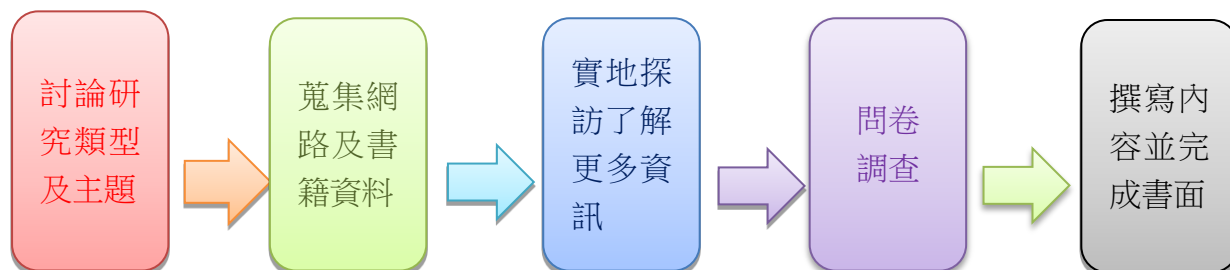 討論研
究類型
及主題
蒐集網
路及書
籍資料
實地探
訪了解
更多資
訊
問卷
調查
撰寫內
容並完
成書面